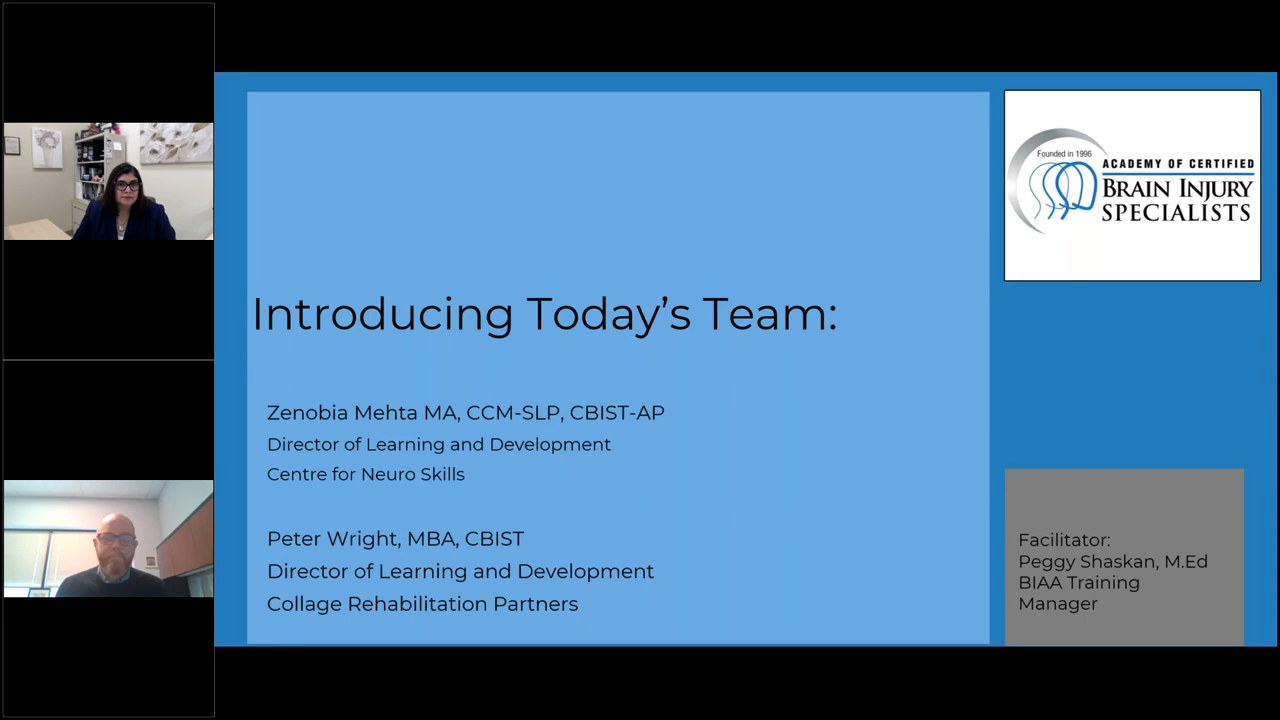 Introducing Today's Team:
Zenobia Mehta MA, CCM-SLP, CBIST-AP
Director of Learning and Development
Centre for Neuro Skills
Peter Wright, MBA, CBIST
Director of Learning and Development
Collage Rehabilitation Partners
Founded in 1996
ACADEMY OF CERTIFIED
BRAIN INJURY
SPECIALISTS
Facilitator:
Peggy Shaskan, M.Ed
BIAA Training
Manager